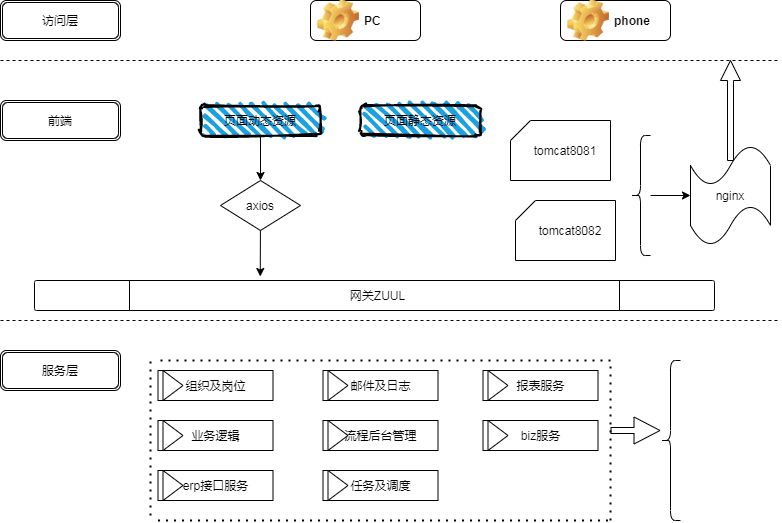 访问层
PC
phone
前端
页面动态资源
页面静态资源
tomcat8081
axios
nginx
tomcat8082
网关ZUUL
服务层
组织及岗位
邮件及日志
报表服务
业务逻辑
流程后台管理
biz服务
erp接口服务
任务及调度